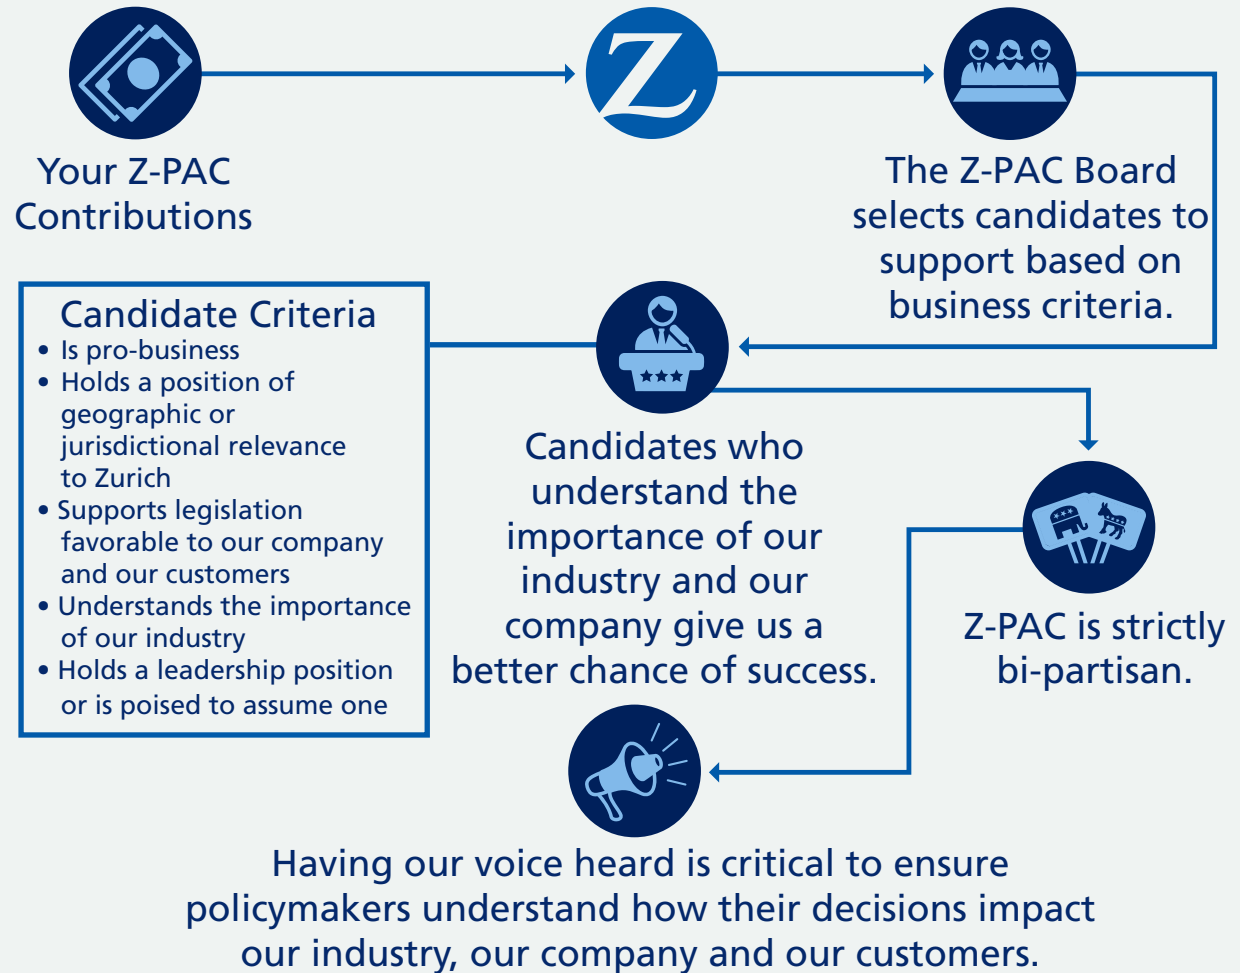 Z
Your Z-PAC
Contributions
The Z-PAC Board
selects candidates to
support based on
business criteria.
Candidate Criteria
• Is pro-business
• Holds a position of
geographic or
jurisdictional relevance
to Zurich
• Supports legislation
favorable to our company
and our customers
• Understands the importance
of our industry
• Holds a leadership position
or is poised to assume one
Candidates who
understand the
importance of our
industry and our
company give us a
better chance of success.
Z-PAC is strictly
bi-partisan.
Having our voice heard is critical to ensure
policymakers understand how their decisions impact
our industry, our company and our customers.